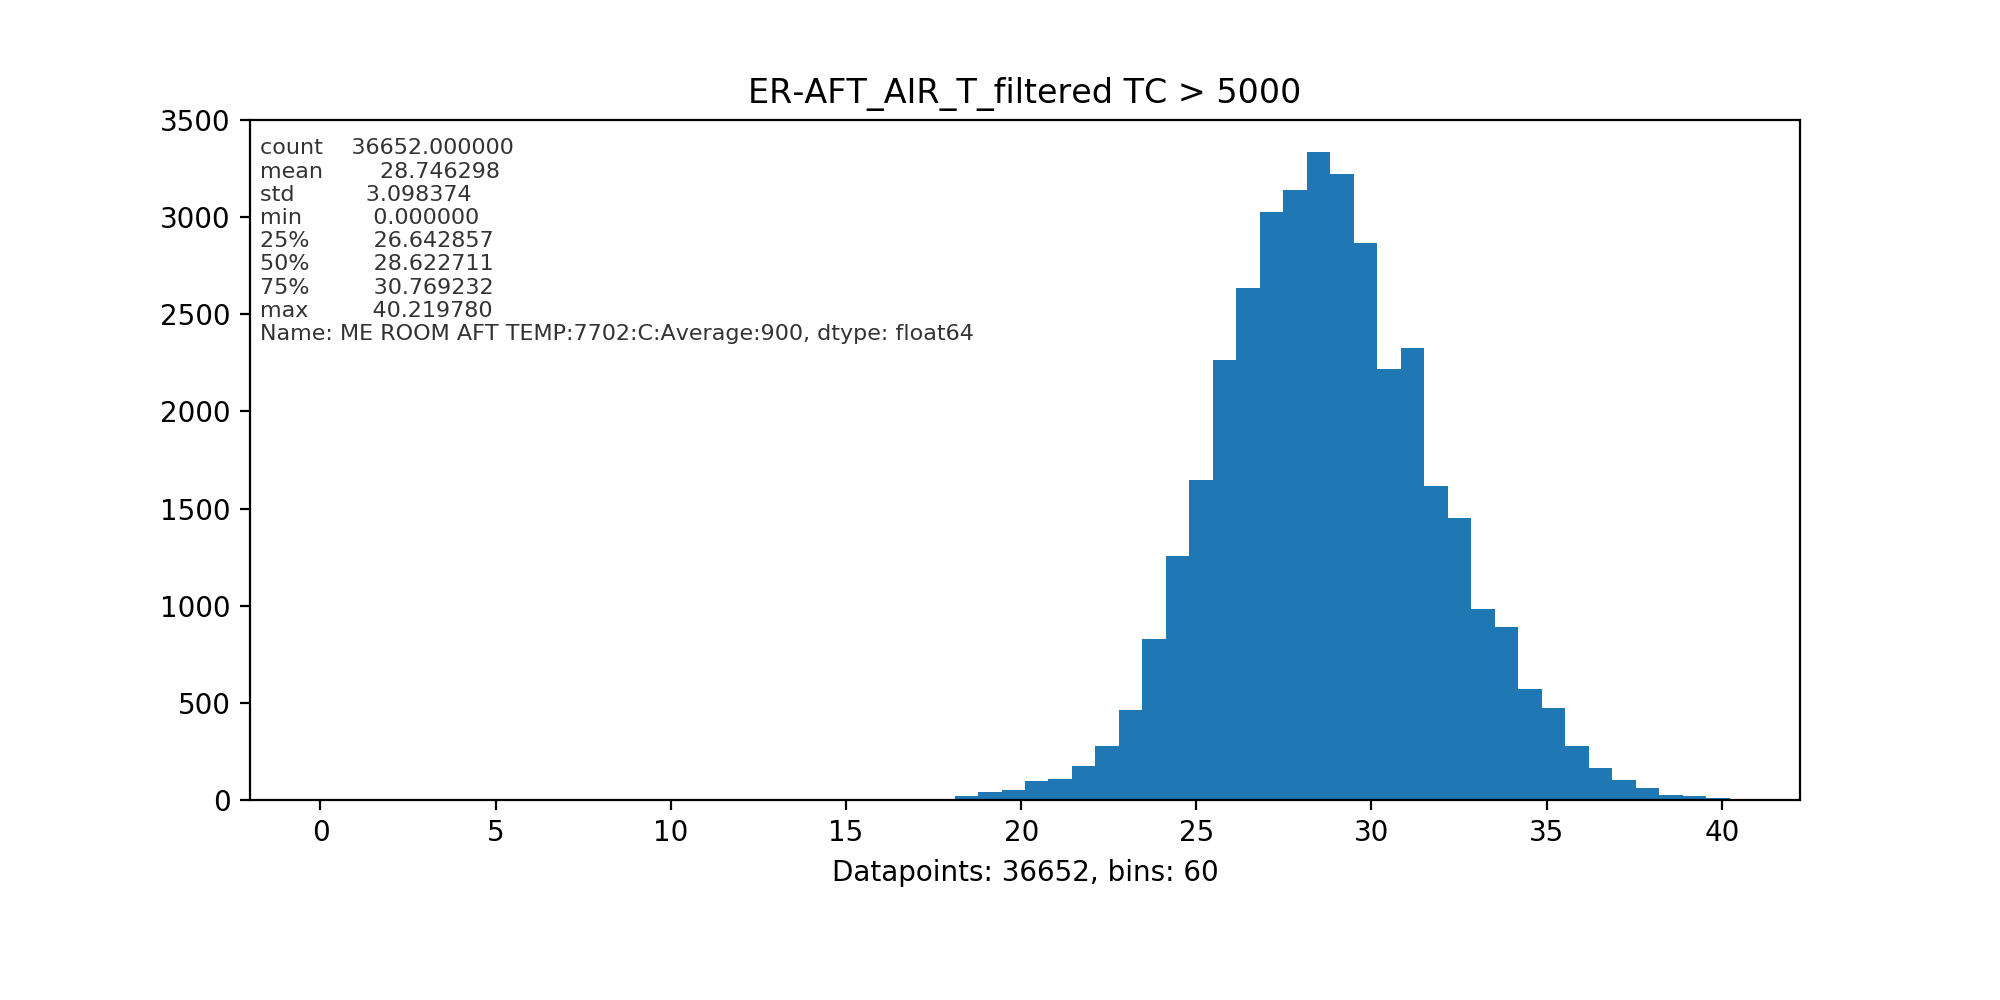 ER-AFT_AIR_T_filtered TC > 5000
3500
3000
2500
2000
1500
1000
500
0
count 36652.000000
mean 28.746298
std 3.098374
min 0.000000
25% 26.642857
50% 28.622711
75% 30.769232
max 40.219780
Name: ME ROOM AFT TEMP:7702:C:Average:900, dtype: float64
0 5 10 15 20 25 30 35 40
Datapoints: 36652, bins: 60